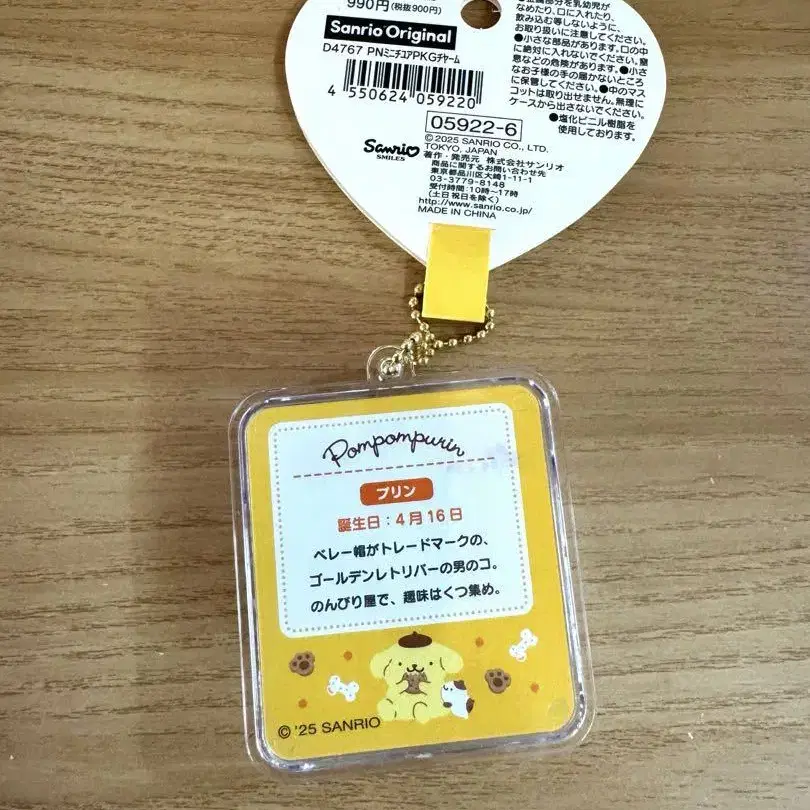 990円(税抜900円)
Sanrio Original
D4767 PNミニチュアPKGチャーム
4 550624 059220
05922-6
●金属部分を乳幼児が
なめたり、口に入れたり、
飲み込む等しないように、
お取り扱いに注意してください。
●小さな部品があります。口の中
に絶対に入れないでください。窒
息などの危険があります。●小さ
なお子様の手の届かないところ
に保管してください。●中のマス
コットは取り出せません。無理に
ケースから出さないでください。
●塩化ビニル樹脂を
使用しております。
Sanrio
SMILES
© 2025 SANRIO CO., LTD.
TOKYO, JAPAN
著作・発売元 株式会社サンリオ
商品に関するお問い合わせ先
東京都品川区大崎1-11-1
03-3779-8148
受付時間:10時～17時
(土日祝日を除く)
http://www.sanrio.co.jp/
MADE IN CHINA
Pompompurin
プリン
誕生日:4月16日
ベレー帽がトレードマークの、
ゴールデンレトリバーの男のコ。
のんびり屋で、趣味はくつ集め。
© '25 SANRIO